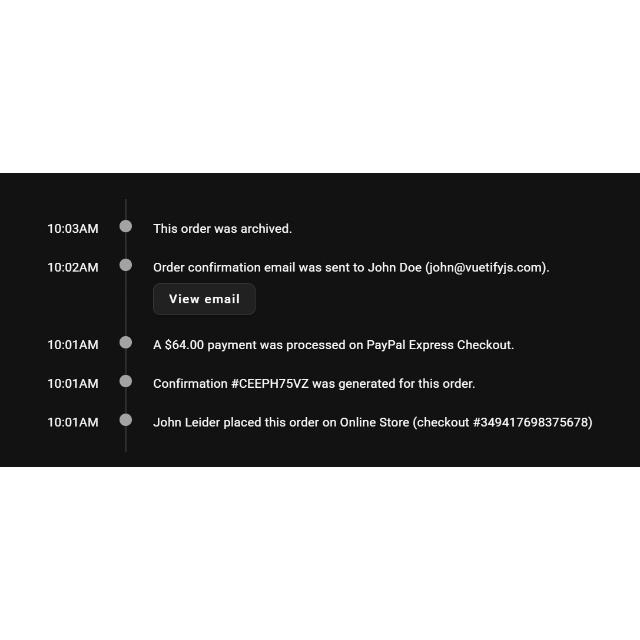 10:03AM This order was archived.
10:02AM Order confirmation email was sent to John Doe (john@vuetifyjs.com).
View email
10:01AM A $64.00 payment was processed on PayPal Express Checkout.
10:01AM Confirmation #CEEPH75VZ was generated for this order.
10:01AM John Leider placed this order on Online Store (checkout #349417698375678)